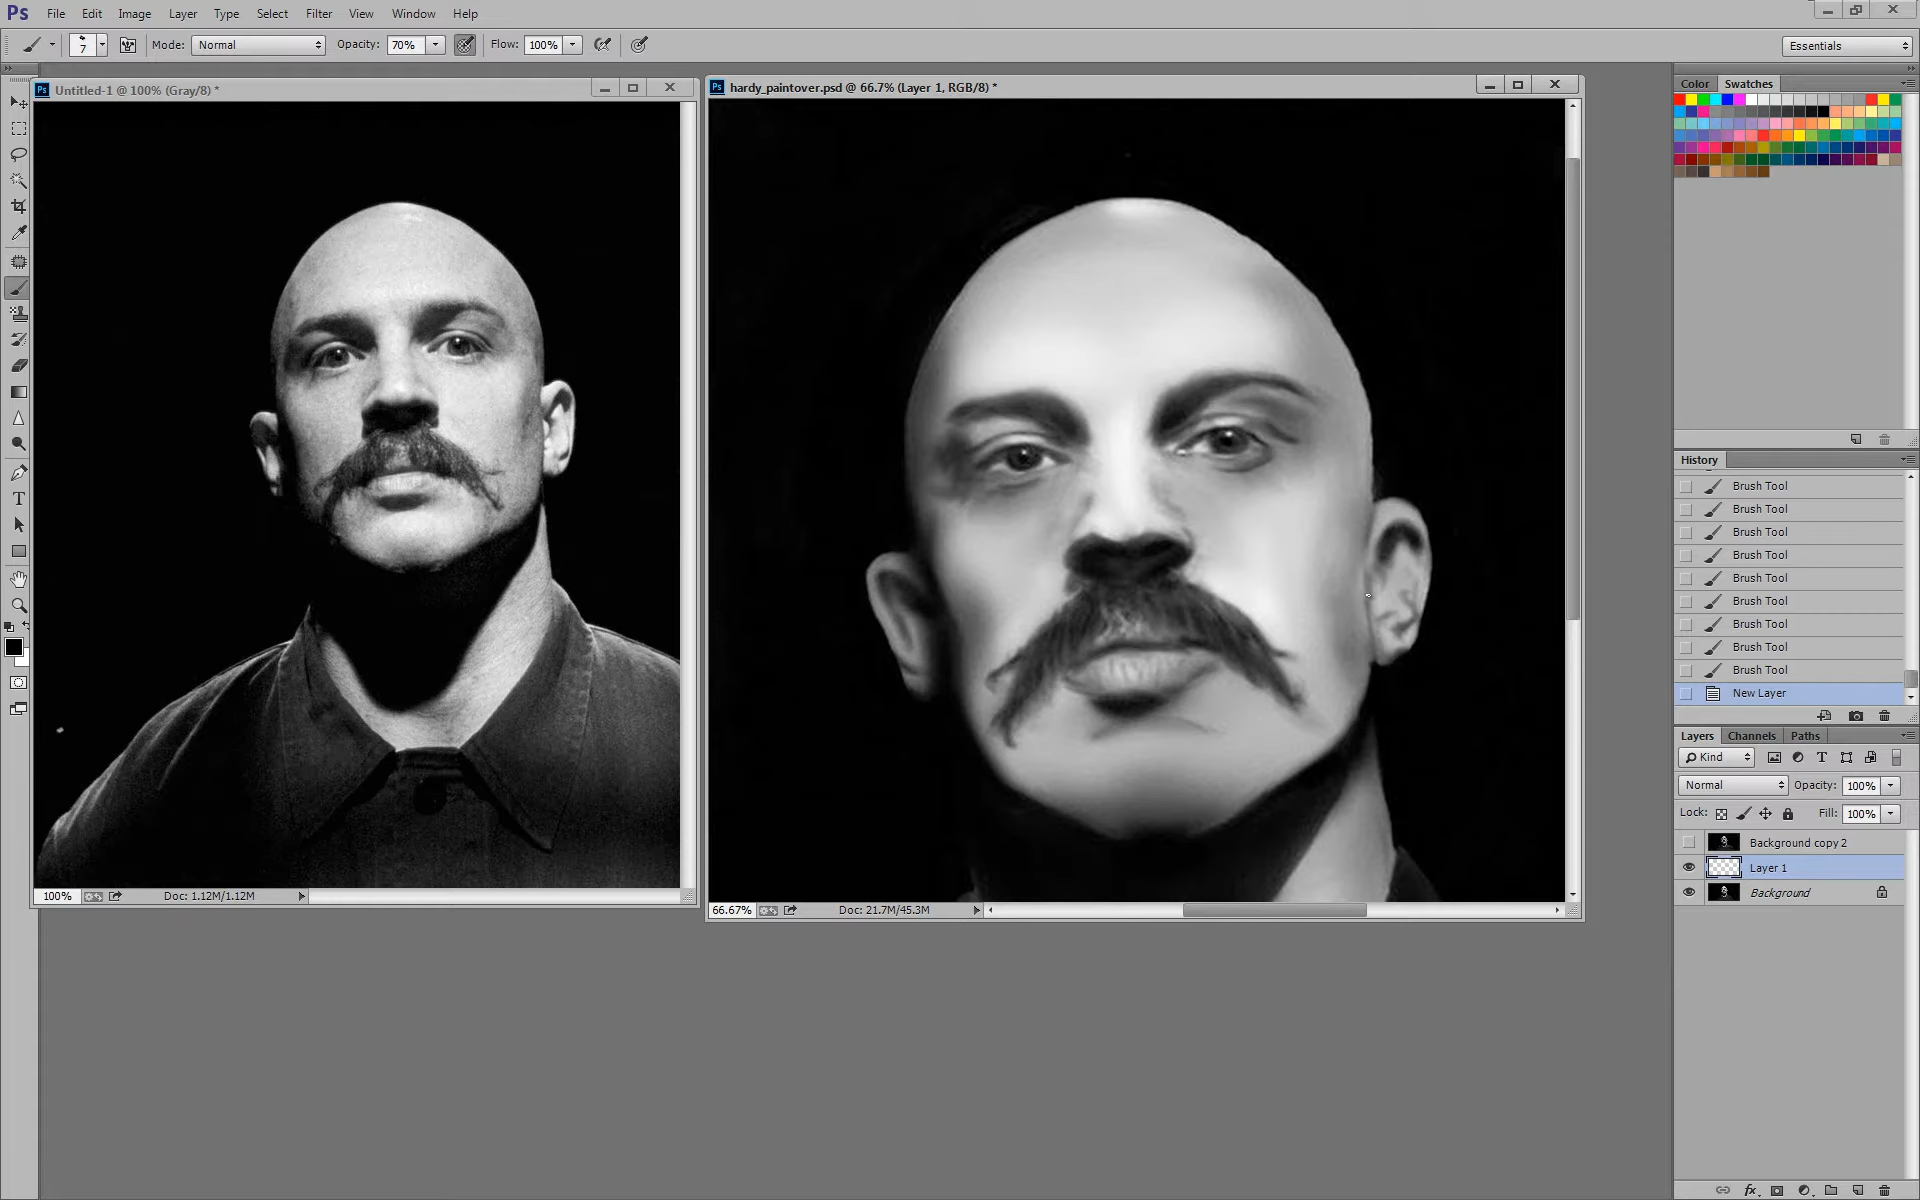 Ps File Edit Image Layer Type Select Filter Analysis View Window Help
7 Mode: Normal Opacity: 70% Flow: 100% Essentials
Untitled-1 @ 100% (Gray/8) *
hardy_paintover.psd @ 66.7% (Layer 1, RGB/8) *
Color Swatches
History
Brush Tool
Brush Tool
Brush Tool
Brush Tool
Brush Tool
Brush Tool
Brush Tool
Brush Tool
Brush Tool
New Layer
Layers Channels Paths
Kind
Normal Opacity: 100%
Lock: Fill: 100%
Background copy 2
Layer 1
Background
100% Doc: 1.12M/1.12M
66.67% Doc: 21.7M/45.3M